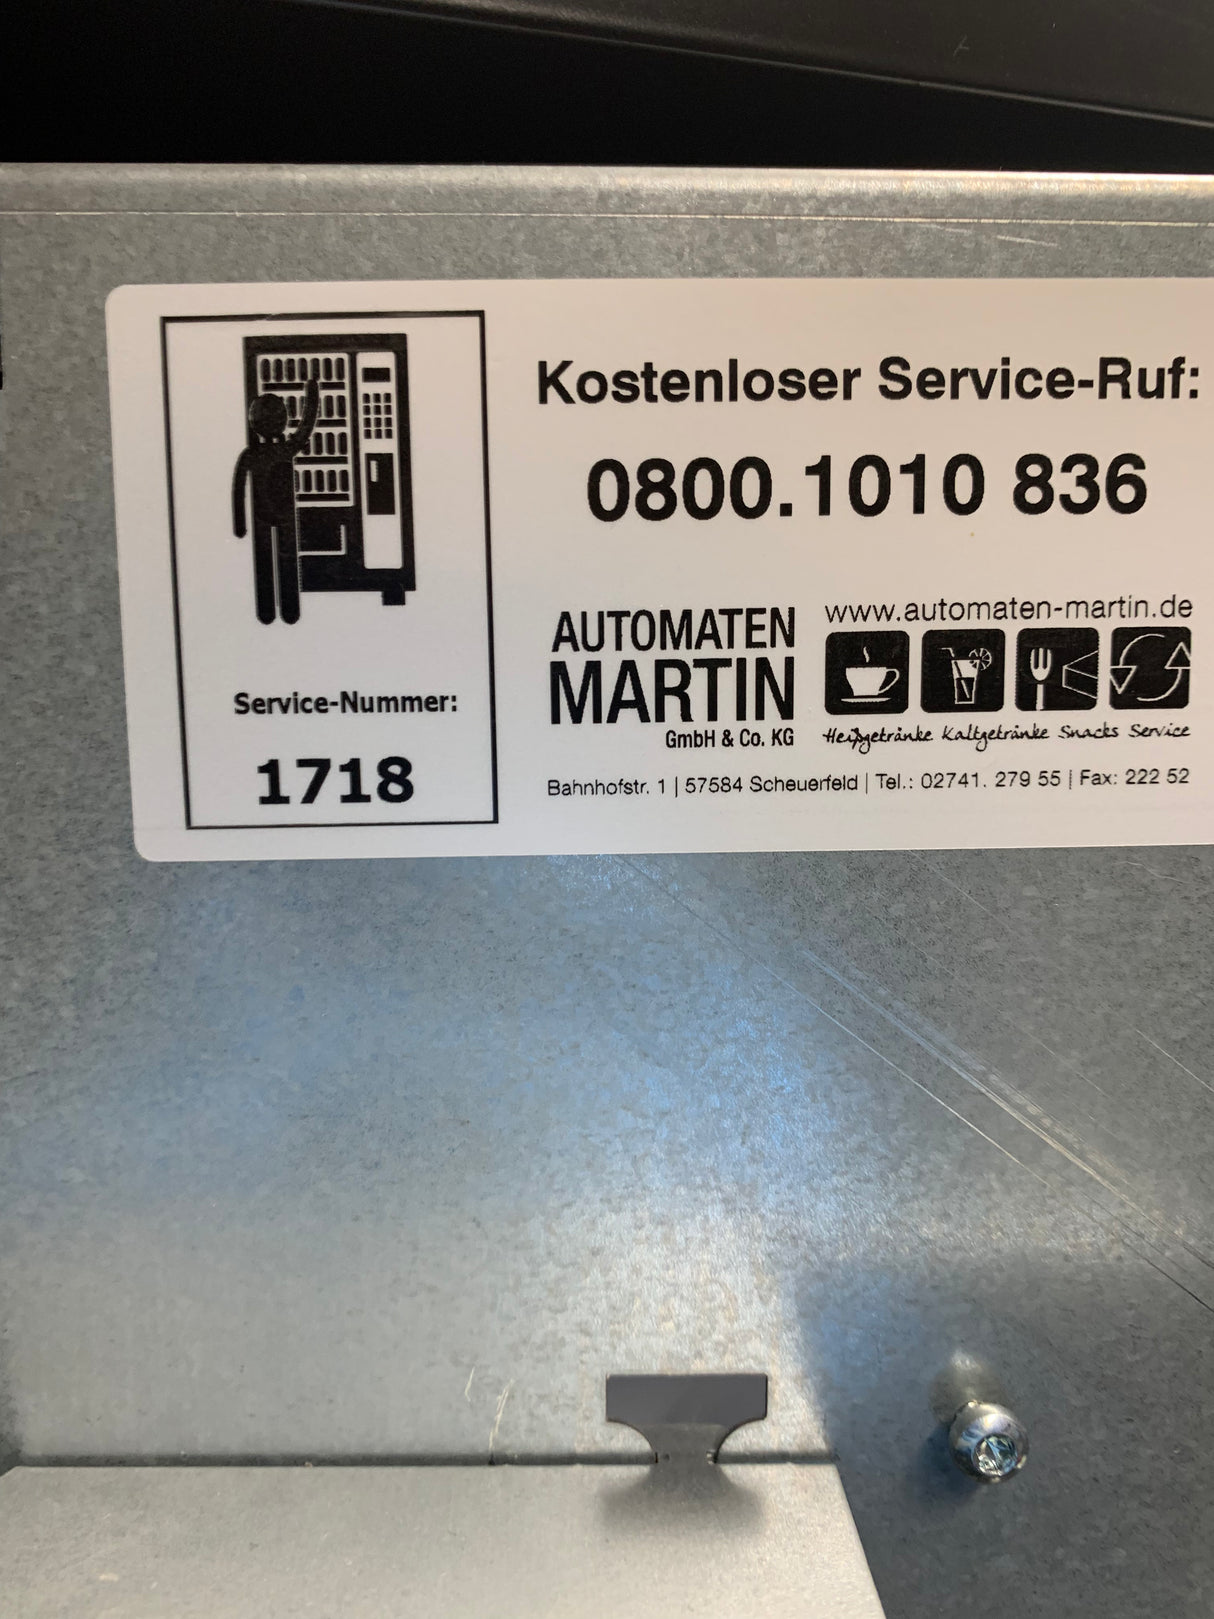 Service-Nummer:
1718
Kostenloser Service-Ruf:
0800.1010 836
AUTOMATEN
MARTIN
GmbH & Co. KG
www.automaten-martin.de
Heißgetränke Kaltgetränke Snacks Service
Bahnhofstr. 1 | 57584 Scheuerfeld | Tel.: 02741. 279 55 | Fax: 222 52